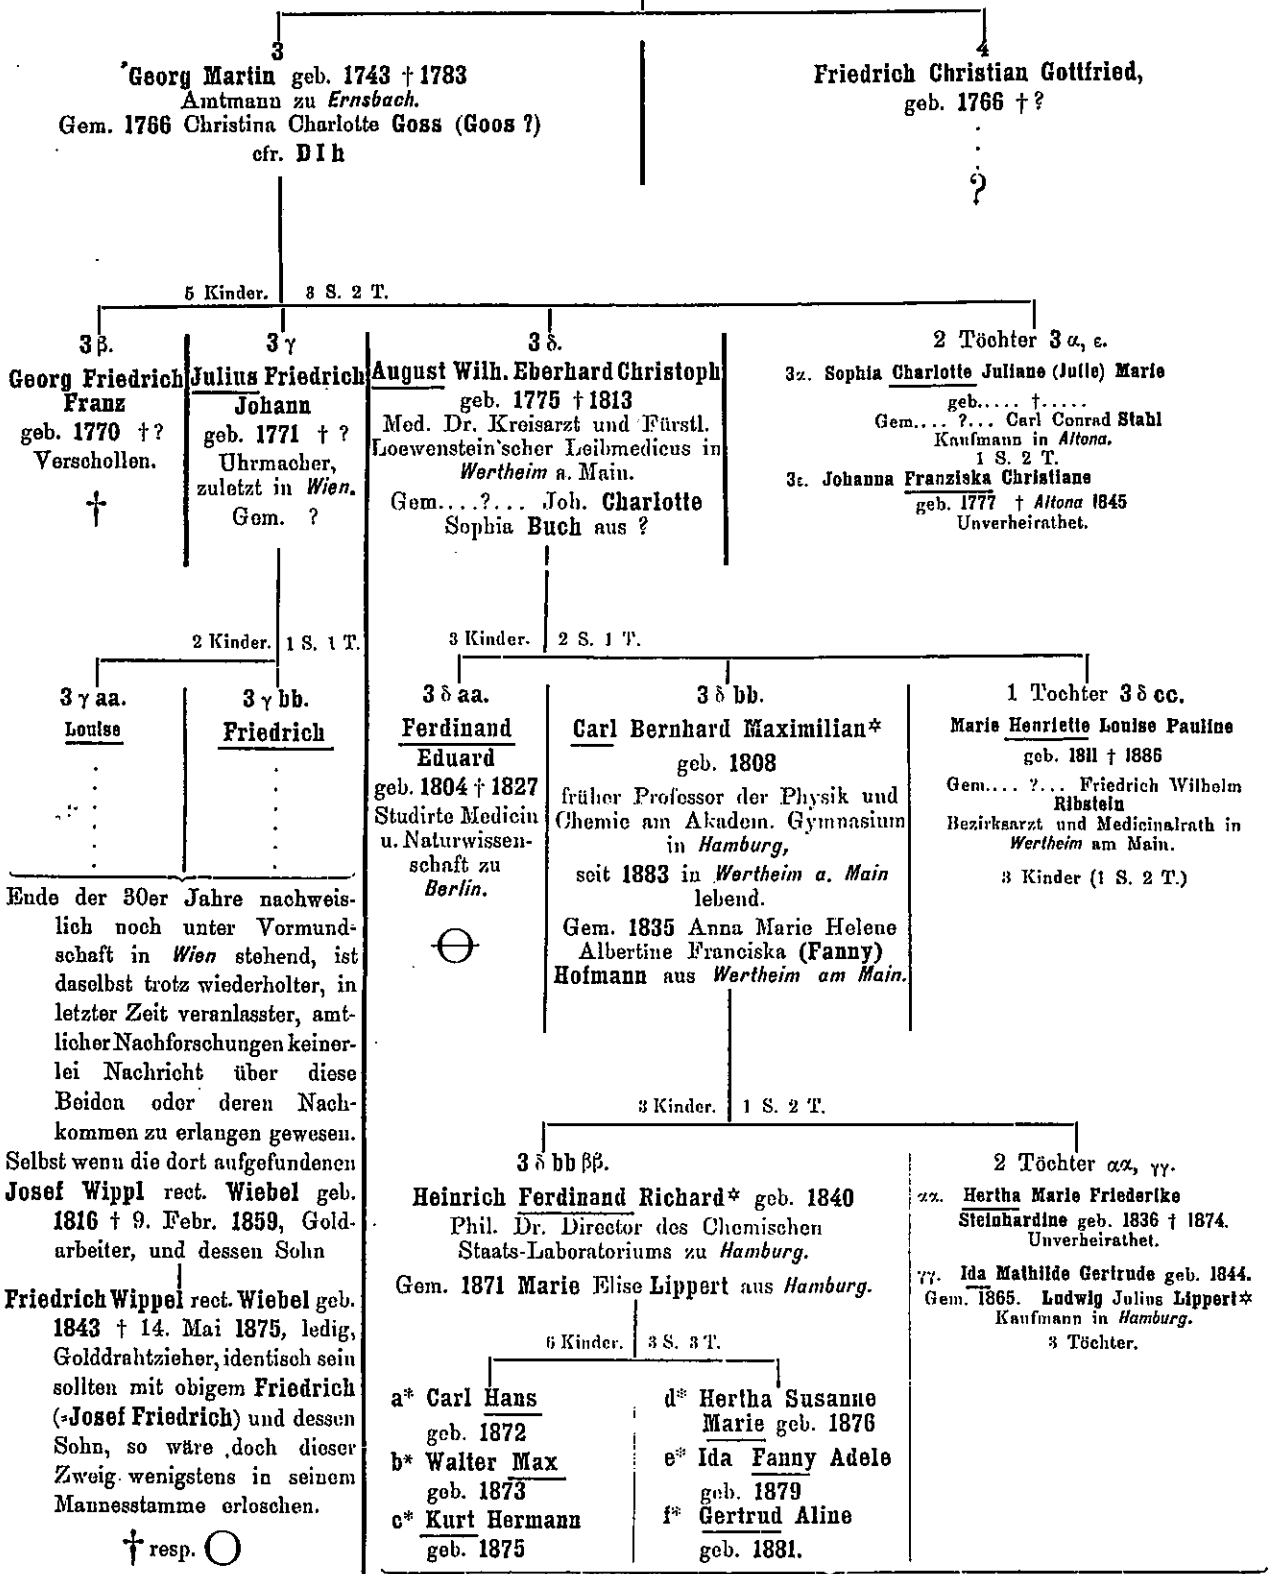 3
Georg Martin geb. 1743 † 1783
Amtmann zu Ernsbach.
Gem. 1766 Christina Charlotte Goss (Goos ?)
cfr. D I h
4
Friedrich Christian Gottfried,
geb. 1766 † ?
?
5 Kinder. 3 S. 2 T.
3 β.
Georg Friedrich
Franz
geb. 1770 † ?
Verschollen.
†
3 γ
Julius Friedrich
Johann
geb. 1771 † ?
Uhrmacher,
zuletzt in Wien.
Gem. ?
3 δ.
August Wilh. Eberhard Christoph
geb. 1775 † 1813
Med. Dr. Kreisarzt und Fürstl.
Loewenstein'scher Leibmedicus in
Wertheim a. Main.
Gem....?... Joh. Charlotte
Sophia Buch aus ?
2 Töchter 3 α, ε.
3α. Sophia Charlotte Juliane (Julie) Marie
geb..... †.....
Gem.... ?... Carl Conrad Stahl
Kaufmann in Altona.
1 S. 2 T.
3ε. Johanna Franziska Christiane
geb. 1777 † Altona 1845
Unverheirathet.
2 Kinder. 1 S. 1 T.
3 γ aa.
Louise
3 γ bb.
Friedrich
Ende der 30er Jahre nachweis-
lich noch unter Vormund-
schaft in Wien stehend, ist
daselbst trotz wiederholter, in
letzter Zeit veranlasster, amt-
licher Nachforschungen keiner-
lei Nachricht über diese
Beiden oder deren Nach-
kommen zu erlangen gewesen.
Selbst wenn die dort aufgefundenen
Josef Wippl rect. Wiebel geb.
1816 † 9. Febr. 1859, Gold-
arbeiter, und dessen Sohn
Friedrich Wippel rect. Wiebel geb.
1843 † 14. Mai 1875, ledig,
Golddrahtzieher, identisch sein
sollten mit obigem Friedrich
(=Josef Friedrich) und dessen
Sohn, so wäre doch dieser
Zweig wenigstens in seinem
Mannesstamme erloschen.
† resp. O
3 Kinder. 2 S. 1 T.
3 δ aa.
Ferdinand
Eduard
geb. 1804 † 1827
Studirte Medicin
u. Naturwissen-
schaft zu
Berlin.
3 δ bb.
Carl Bernhard Maximilian*
geb. 1808
früher Professor der Physik und
Chemie am Akadem. Gymnasium
in Hamburg,
seit 1883 in Wertheim a. Main
lebend.
Gem. 1835 Anna Marie Helene
Albertine Franciska (Fanny)
Hofmann aus Wertheim am Main.
1 Tochter 3 δ cc.
Marie Henriette Louise Pauline
geb. 1811 † 1886
Gem.... ?... Friedrich Wilhelm
Ribstein
Bezirksarzt und Medicinalrath in
Wertheim am Main.
3 Kinder (1 S. 2 T.)
3 Kinder. 1 S. 2 T.
3 δ bb ββ.
Heinrich Ferdinand Richard* geb. 1840
Phil. Dr. Director des Chemischen
Staats-Laboratoriums zu Hamburg.
Gem. 1871 Marie Elise Lippert aus Hamburg.
2 Töchter αα, γγ.
αα. Hertha Marie Friederike
Steinhardine geb. 1836 † 1874.
Unverheirathet.
γγ. Ida Mathilde Gertrude geb. 1844.
Gem. 1865. Ludwig Julius Lippert*
Kaufmann in Hamburg.
3 Töchter.
6 Kinder. 3 S. 3 T.
a* Carl Hans
geb. 1872
b* Walter Max
geb. 1873
c* Kurt Hermann
geb. 1875
d* Hertha Susanne
Marie geb. 1876
e* Ida Fanny Adele
geb. 1879
f* Gertrud Aline
geb. 1881.